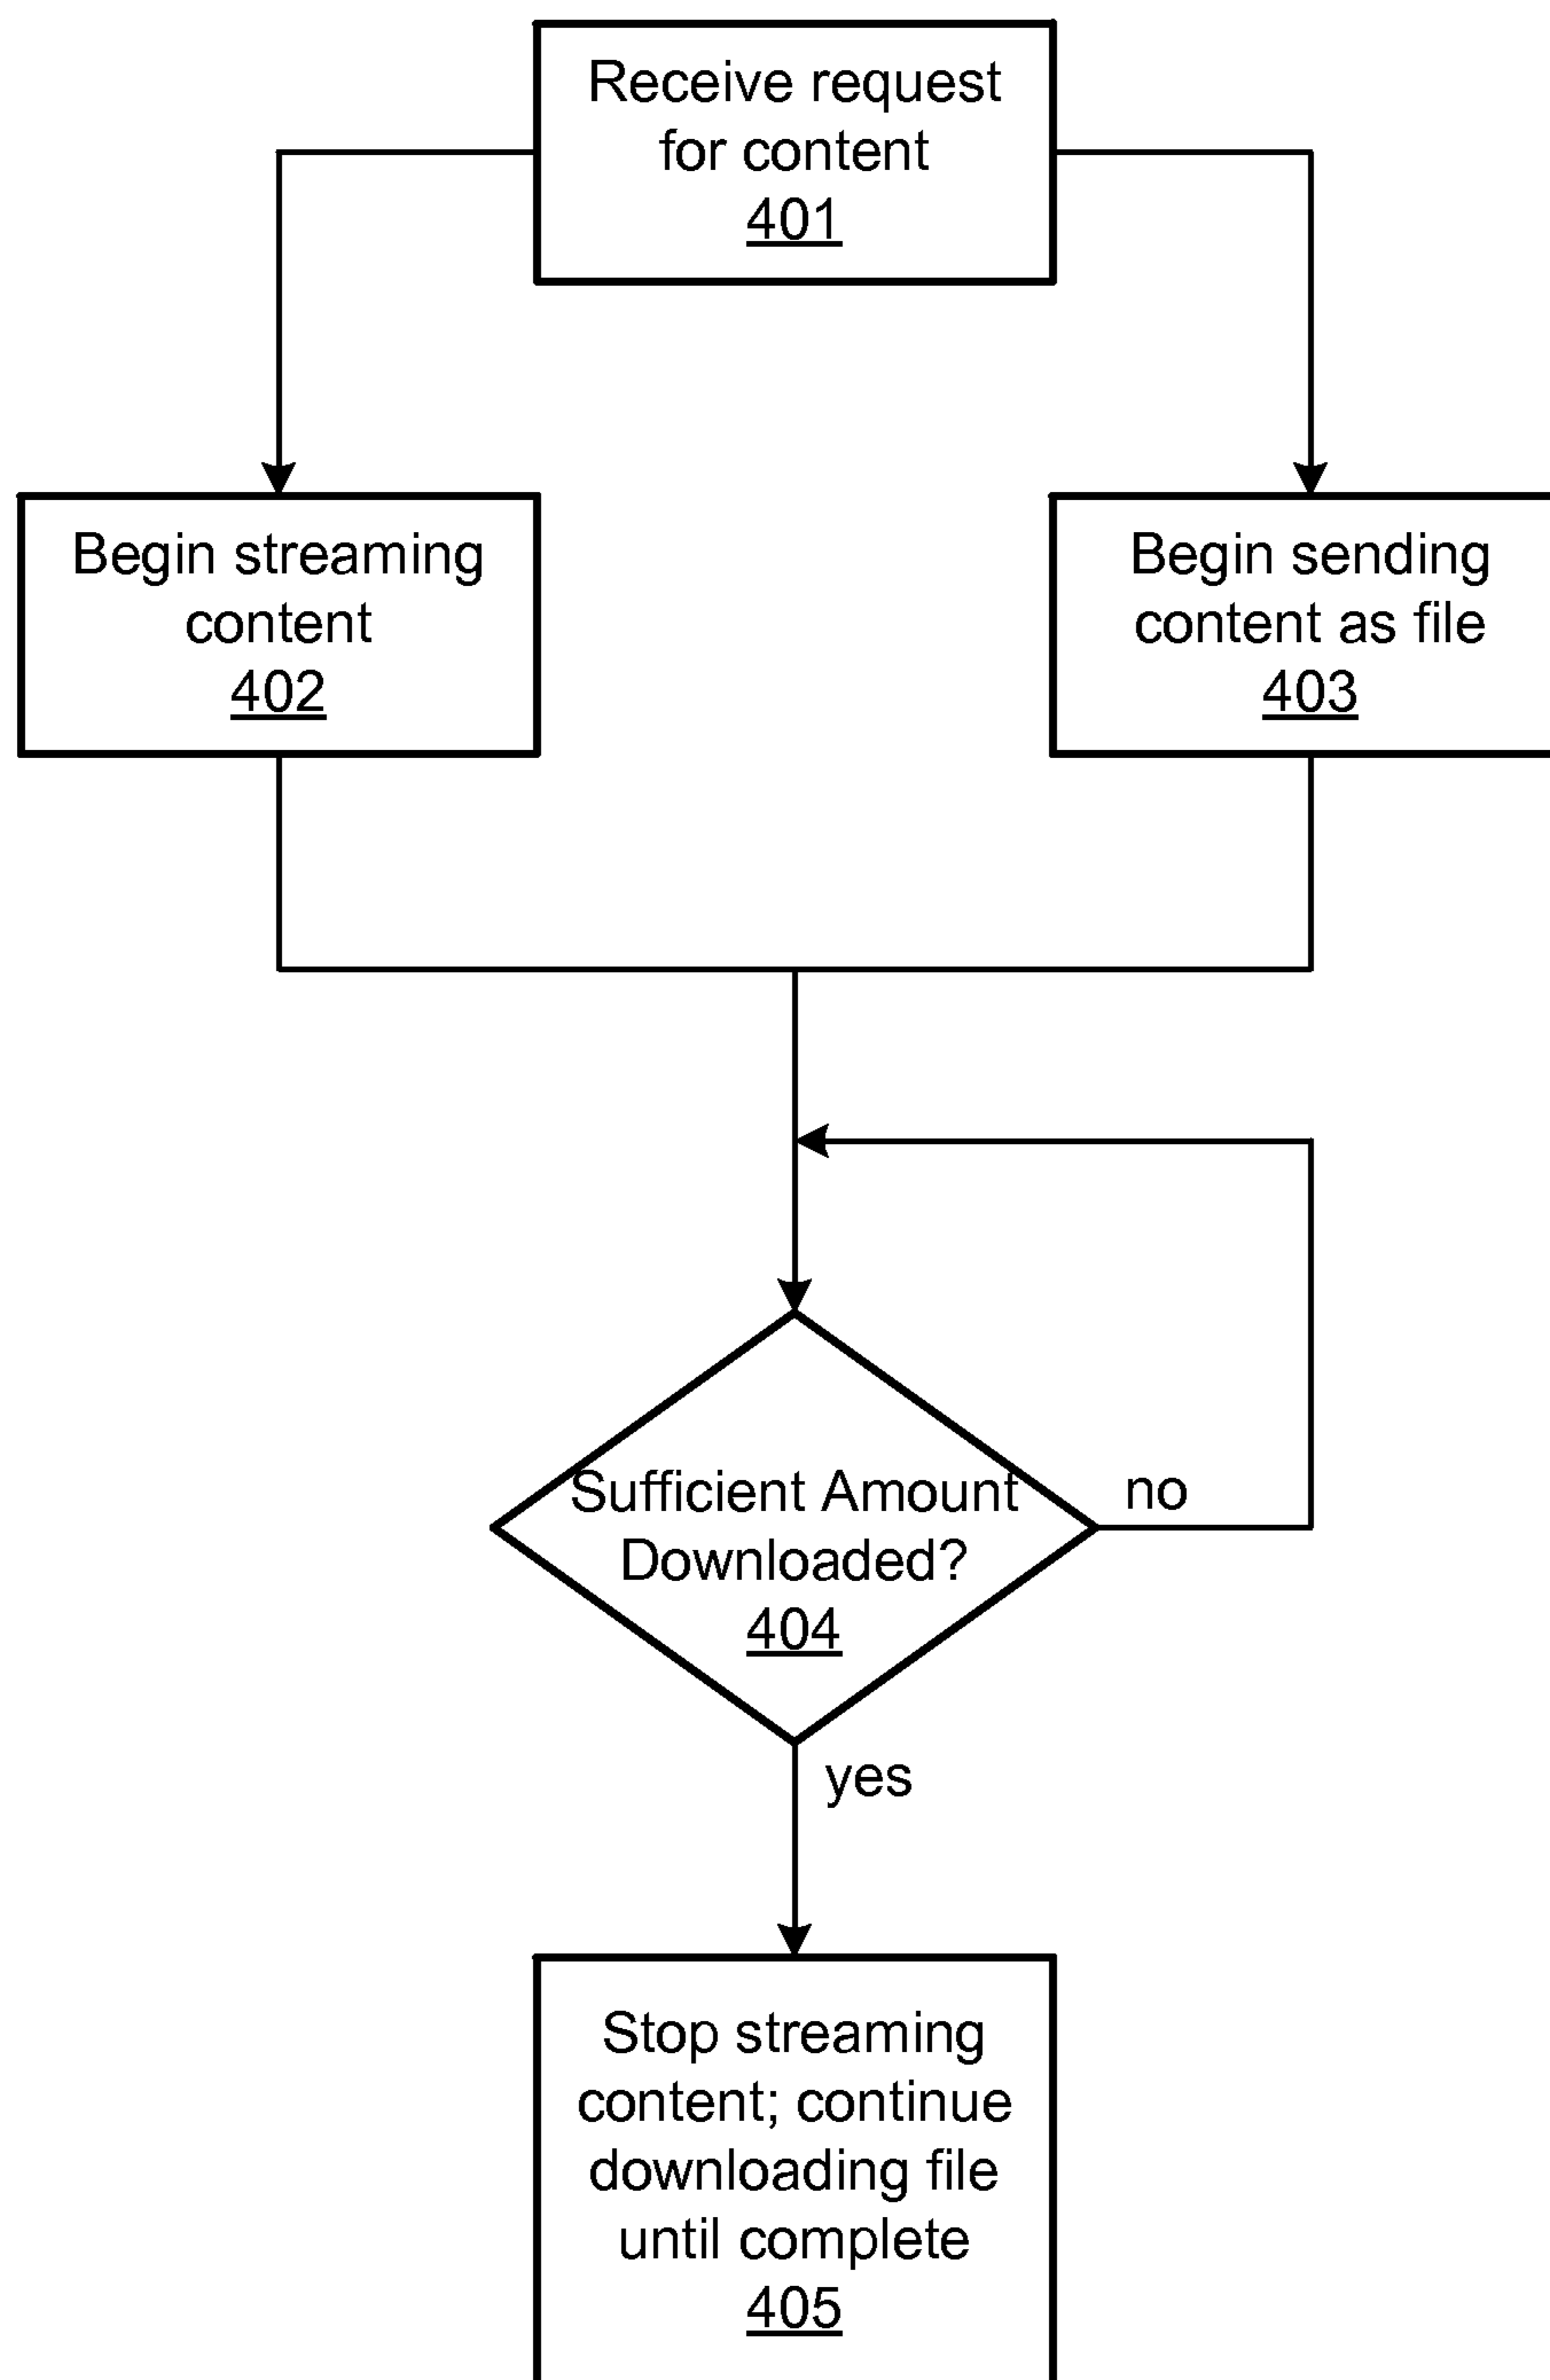 Receive request
for content
401
Begin streaming
content
402
Begin sending
content as file
403
Sufficient Amount
Downloaded?
404
no
yes
Stop streaming
content; continue
downloading file
until complete
405